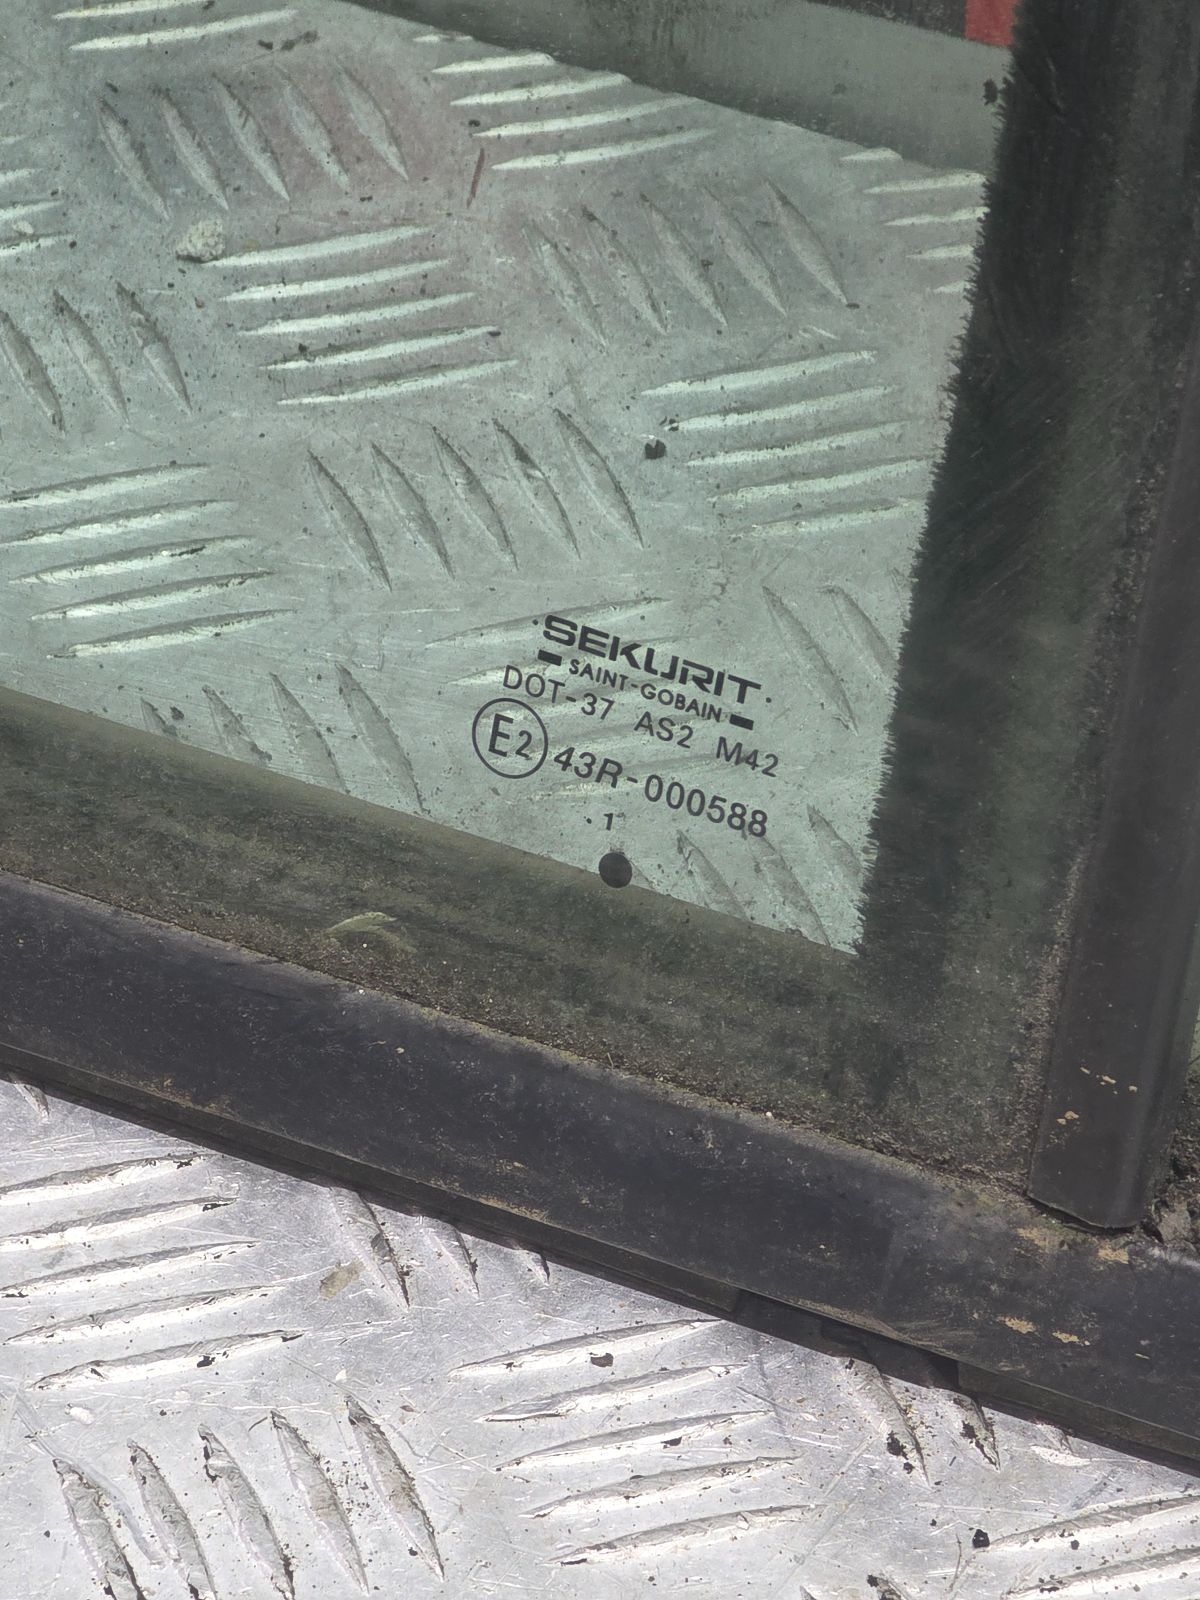 SEKURIT
SAINT-GOBAIN
DOT-37 AS2 M42
E2 43R-000588
. 1